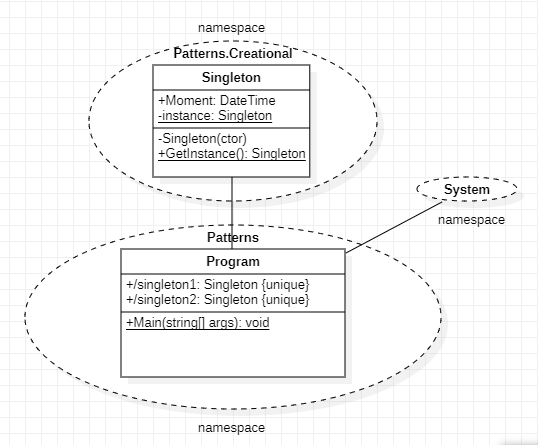 namespace
Patterns.Creational
Singleton
+Moment: DateTime
-instance: Singleton
-Singleton(ctor)
+GetInstance(): Singleton
System
namespace
Patterns
Program
+/singleton1: Singleton {unique}
+/singleton2: Singleton {unique}
+Main(string[] args): void
namespace